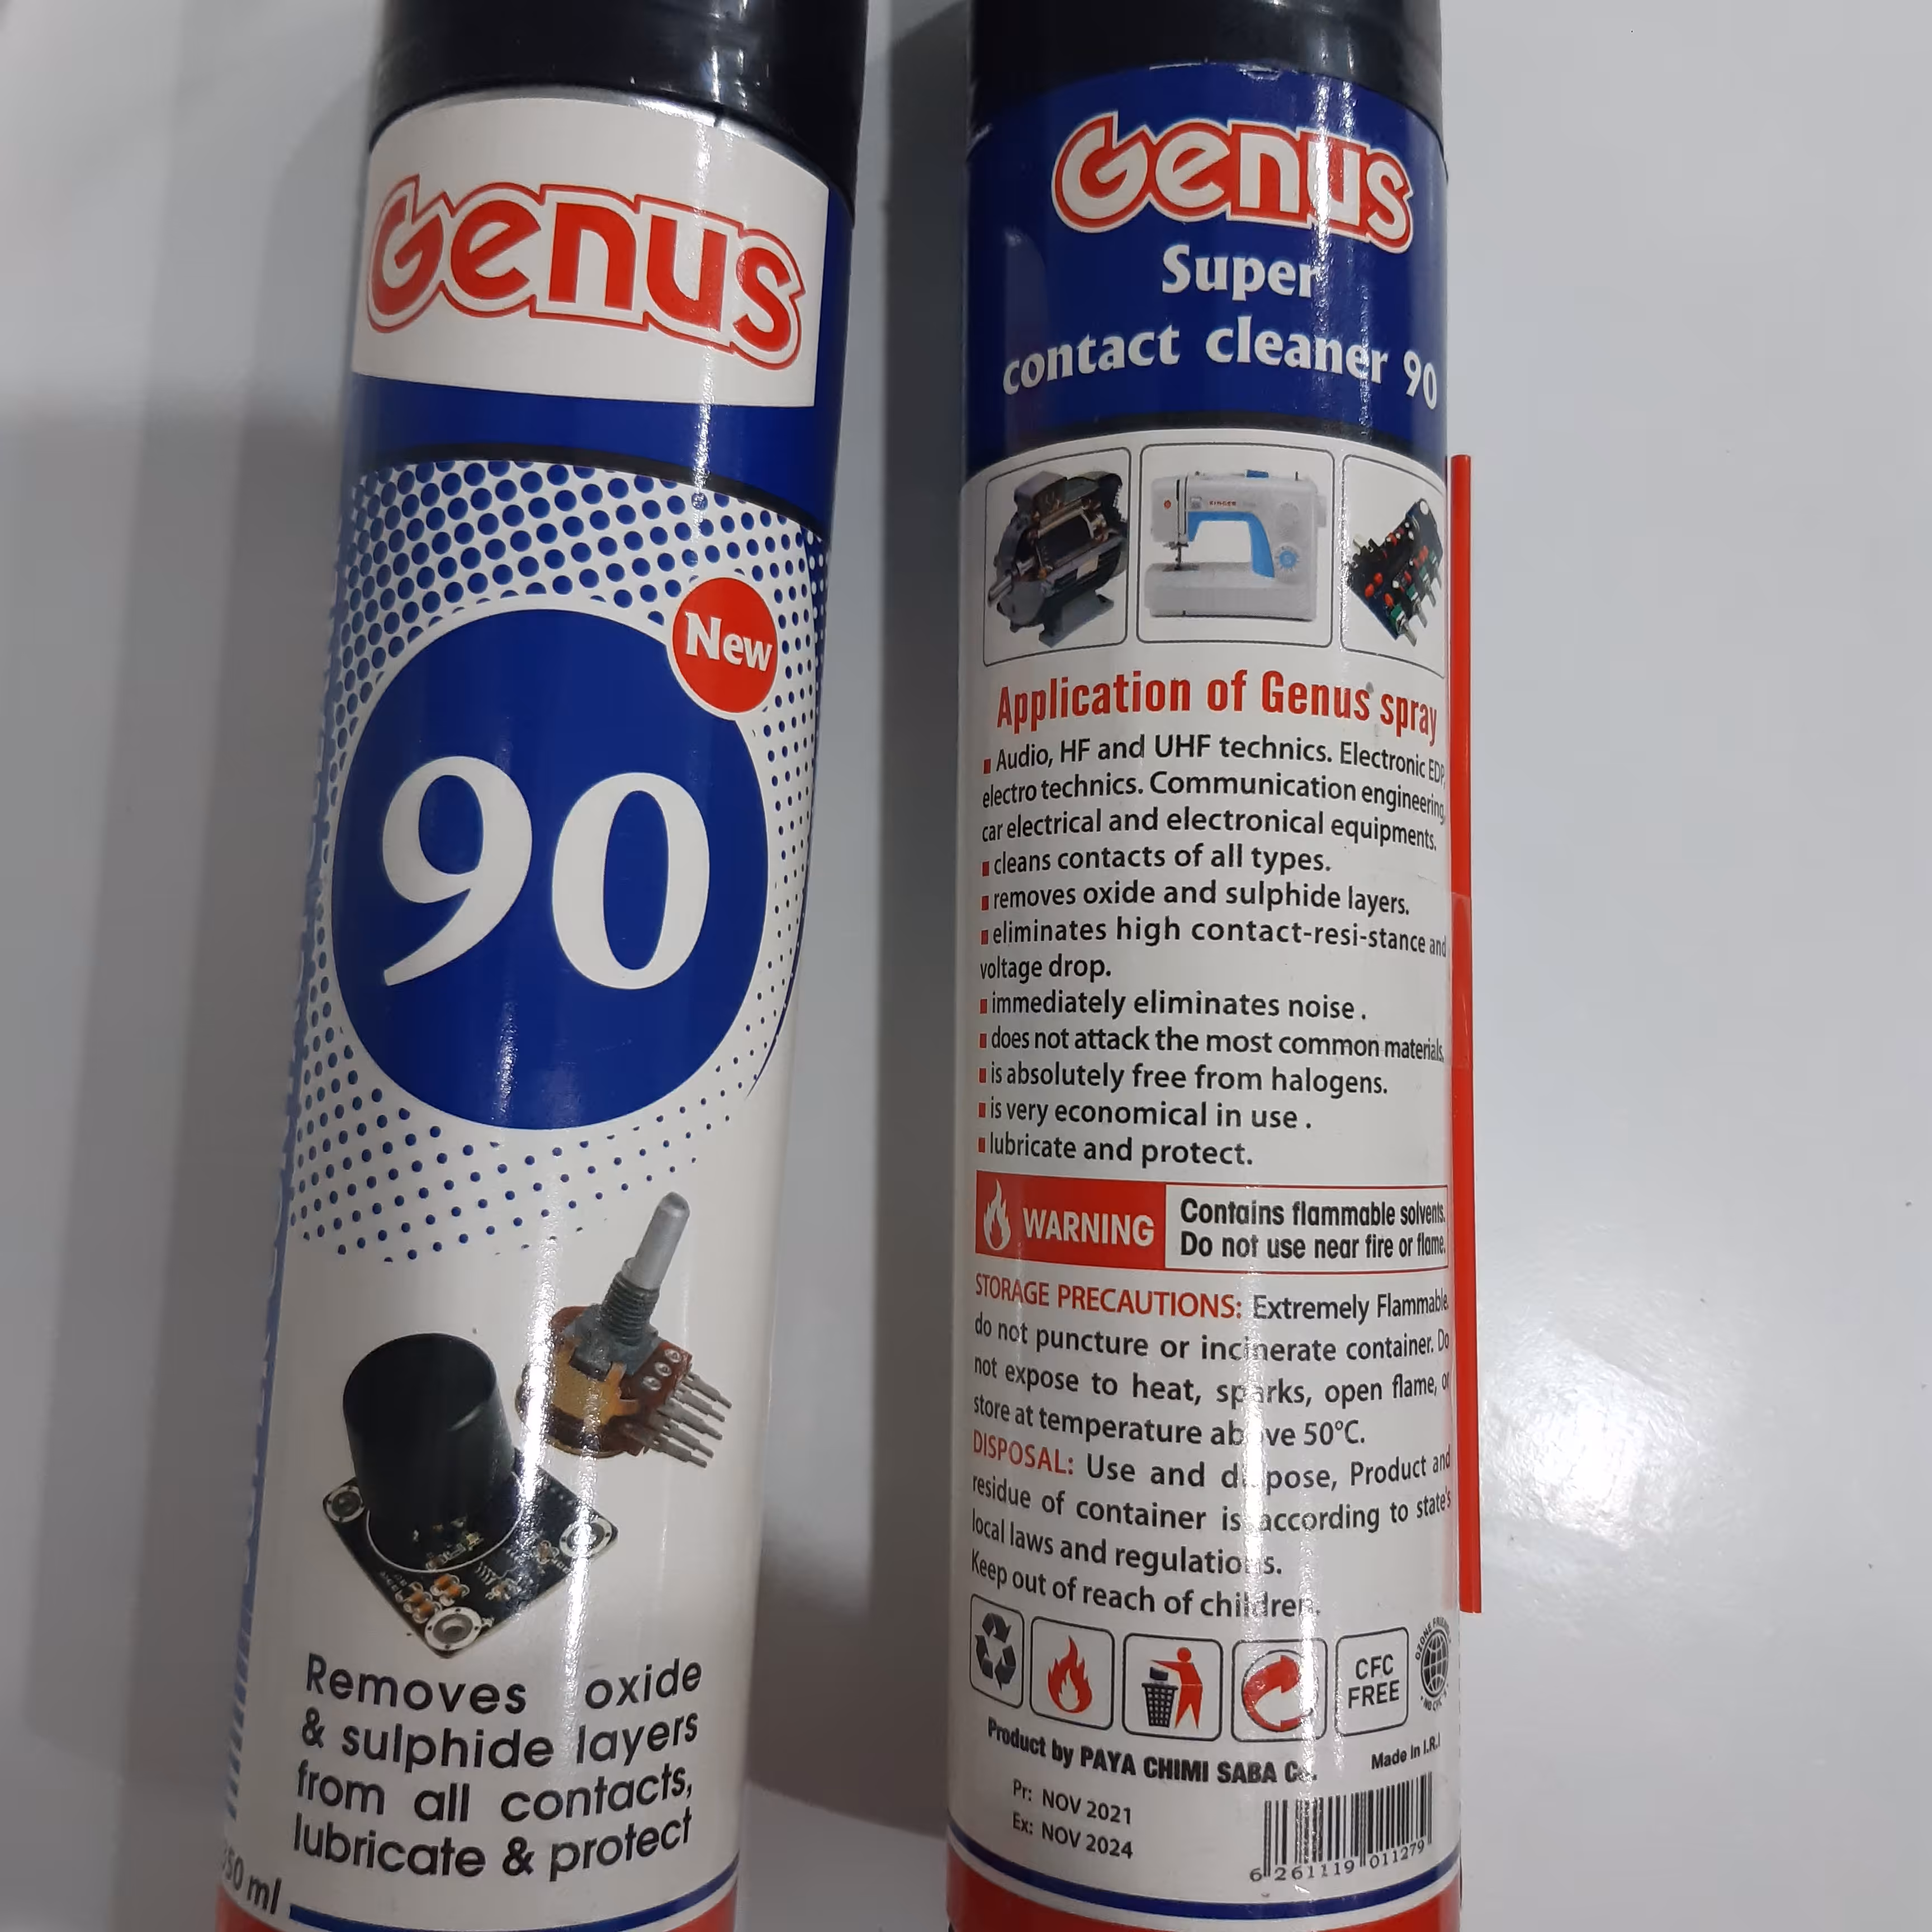 Genus
New
90
Removes oxide
& sulphide layers
from all contacts,
lubricate & protect
50 ml
Genus
Super
contact cleaner 90
SINGER
Application of Genus spray
Audio, HF and UHF technics. Electronic EDP,
electro technics. Communication engineering,
car electrical and electronical equipments.
cleans contacts of all types.
removes oxide and sulphide layers.
eliminates high contact-resi-stance and
voltage drop.
immediately eliminates noise .
does not attack the most common materials.
is absolutely free from halogens.
is very economical in use .
lubricate and protect.
WARNING
Contains flammable solvents.
Do not use near fire or flame.
STORAGE PRECAUTIONS: Extremely Flammable.
do not puncture or incinerate container. Do
not expose to heat, sparks, open flame, or
store at temperature above 50°C.
DISPOSAL: Use and dispose, Product and
residue of container is according to state's
local laws and regulations.
Keep out of reach of children.
CFC
FREE
Product by PAYA CHIMI SABA Co.
Made in I.R.I
Pr: NOV 2021
Ex: NOV 2024
6 261119 011279